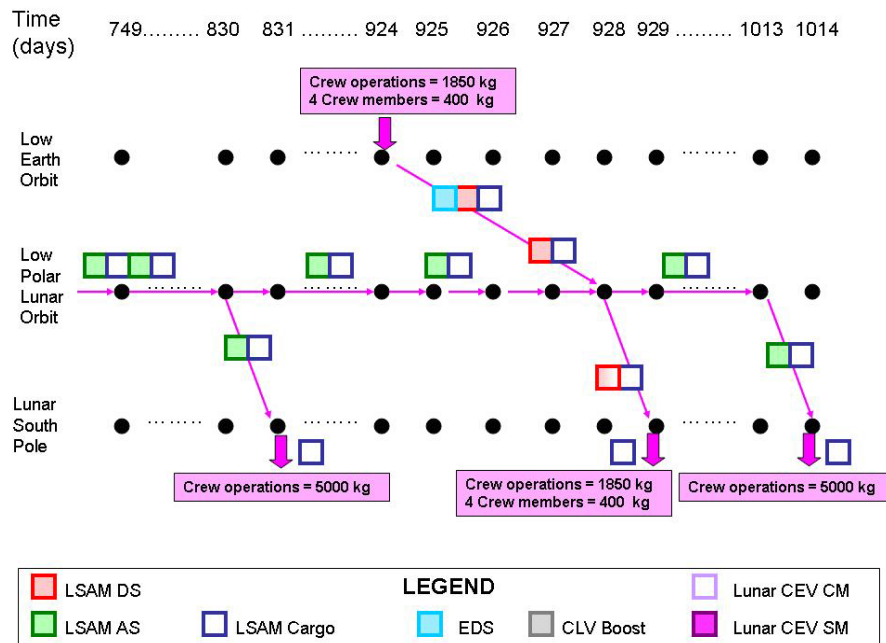 Time
(days)
749......... 830 831 ......... 924 925 926 927 928 929 ......... 1013 1014
Crew operations = 1850 kg
4 Crew members = 400 kg
Low
Earth
Orbit
Low
Polar
Lunar
Orbit
Lunar
South
Pole
Crew operations = 5000 kg
Crew operations = 1850 kg
4 Crew members = 400 kg
Crew operations = 5000 kg
LEGEND
LSAM DS
Lunar CEV CM
LSAM AS
LSAM Cargo
EDS
CLV Boost
Lunar CEV SM